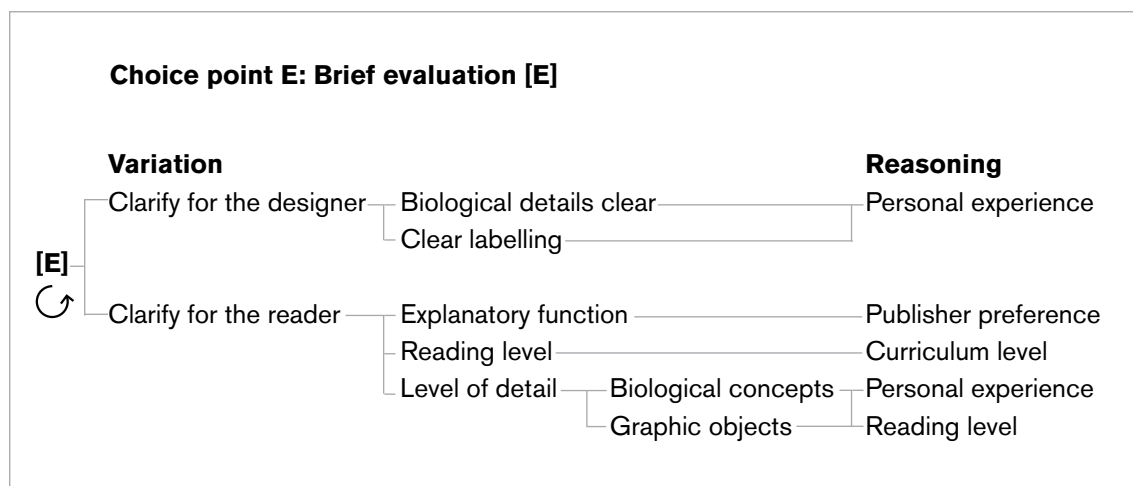 Choice point E: Brief evaluation [E]
Variation Reasoning
Clarify for the designer Biological details clear Personal experience
Clear labelling
[E]
Clarify for the reader Explanatory function Publisher preference
Reading level Curriculum level
Level of detail Biological concepts Personal experience
Graphic objects Reading level